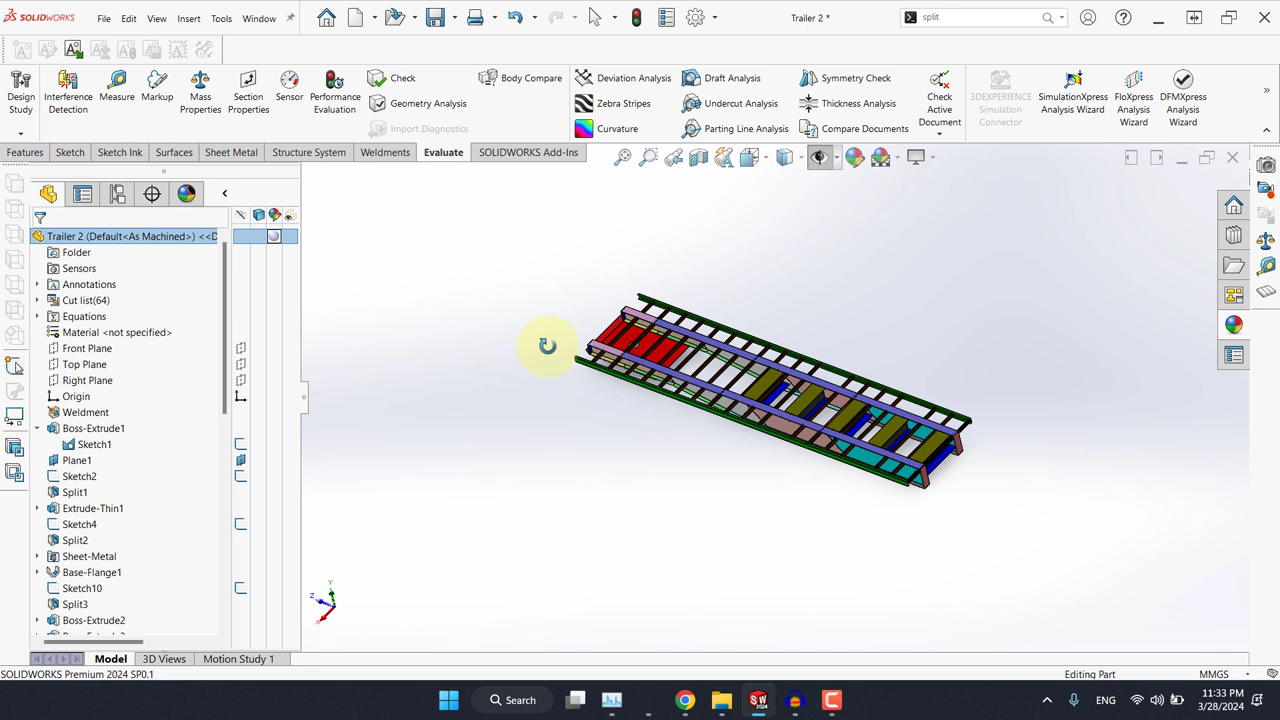 SOLIDWORKS File Edit View Insert Tools Window Trailer 2 * split
Design Study
Interference Detection
Measure
Markup
Mass Properties
Section Properties
Sensor
Performance Evaluation
Check
Geometry Analysis
Import Diagnostics
Body Compare
Deviation Analysis
Zebra Stripes
Curvature
Draft Analysis
Undercut Analysis
Parting Line Analysis
Symmetry Check
Thickness Analysis
Compare Documents
Check Active Document
3DEXPERIENCE Simulation Connector
SimulationXpress Analysis Wizard
FloXpress Analysis Wizard
DFMXpress Analysis Wizard
Features Sketch Sketch Ink Surfaces Sheet Metal Structure System Weldments Evaluate SOLIDWORKS Add-Ins
Trailer 2 (Default<As Machined>) <<D
Folder
Sensors
Annotations
Cut list(64)
Equations
Material <not specified>
Front Plane
Top Plane
Right Plane
Origin
Weldment
Boss-Extrude1
Sketch1
Plane1
Sketch2
Split1
Extrude-Thin1
Sketch4
Split2
Sheet-Metal
Base-Flange1
Sketch10
Split3
Boss-Extrude2
Y
Z
X
Model 3D Views Motion Study 1
SOLIDWORKS Premium 2024 SP0.1 Editing Part MMGS
Search
ENG
11:33 PM
3/28/2024